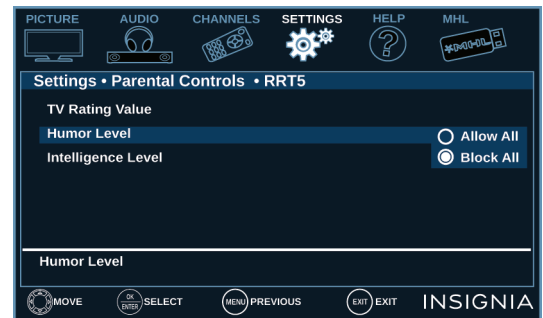 PICTURE AUDIO CHANNELS SETTINGS HELP MHL
MHL
Settings • Parental Controls • RRT5
TV Rating Value
Humor Level Allow All
Intelligence Level Block All
Humor Level
MOVE OK ENTER SELECT MENU PREVIOUS EXIT EXIT INSIGNIA